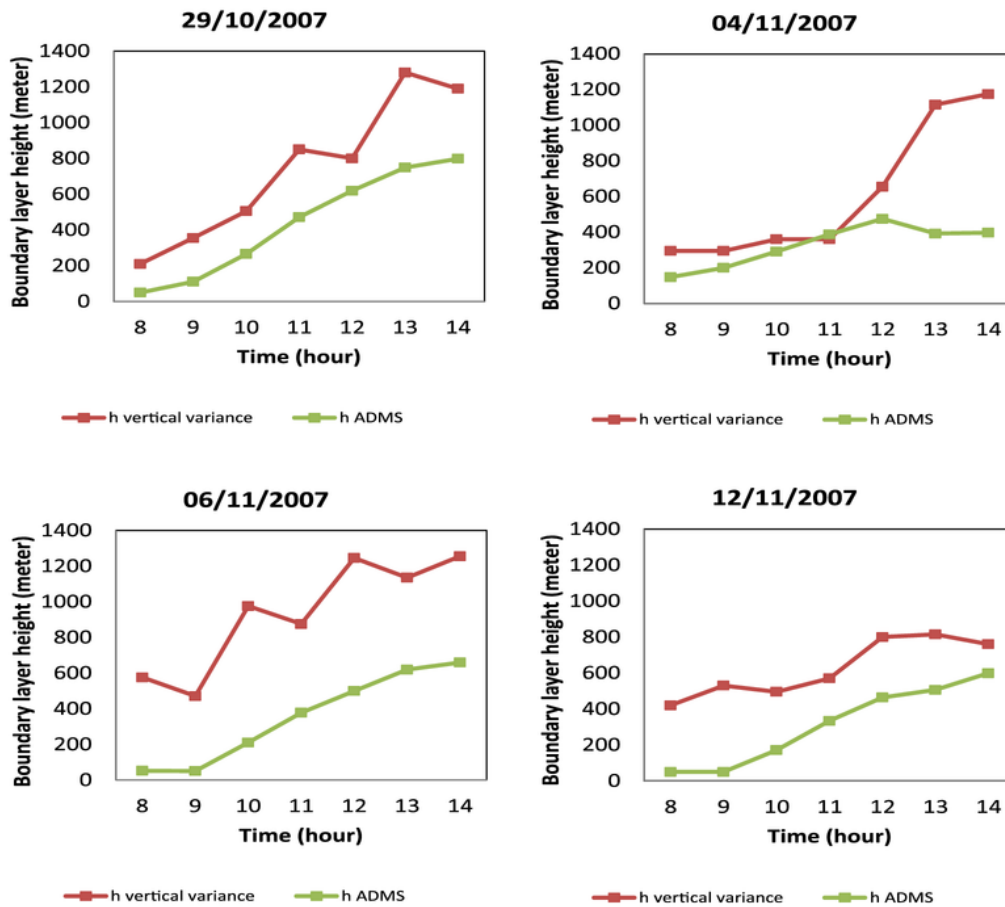 29/10/2007
Boundary layer height (meter)
1400
1200
1000
800
600
400
200
0
8 9 10 11 12 13 14
Time (hour)
h vertical variance h ADMS
04/11/2007
Boundary layer height (meter)
1400
1200
1000
800
600
400
200
0
8 9 10 11 12 13 14
Time (hour)
h vertical variance h ADMS
06/11/2007
Boundary layer height (meter)
1400
1200
1000
800
600
400
200
0
8 9 10 11 12 13 14
Time (hour)
h vertical variance h ADMS
12/11/2007
Boundary layer height (meter)
1400
1200
1000
800
600
400
200
0
8 9 10 11 12 13 14
Time (hour)
h vertical variance h ADMS